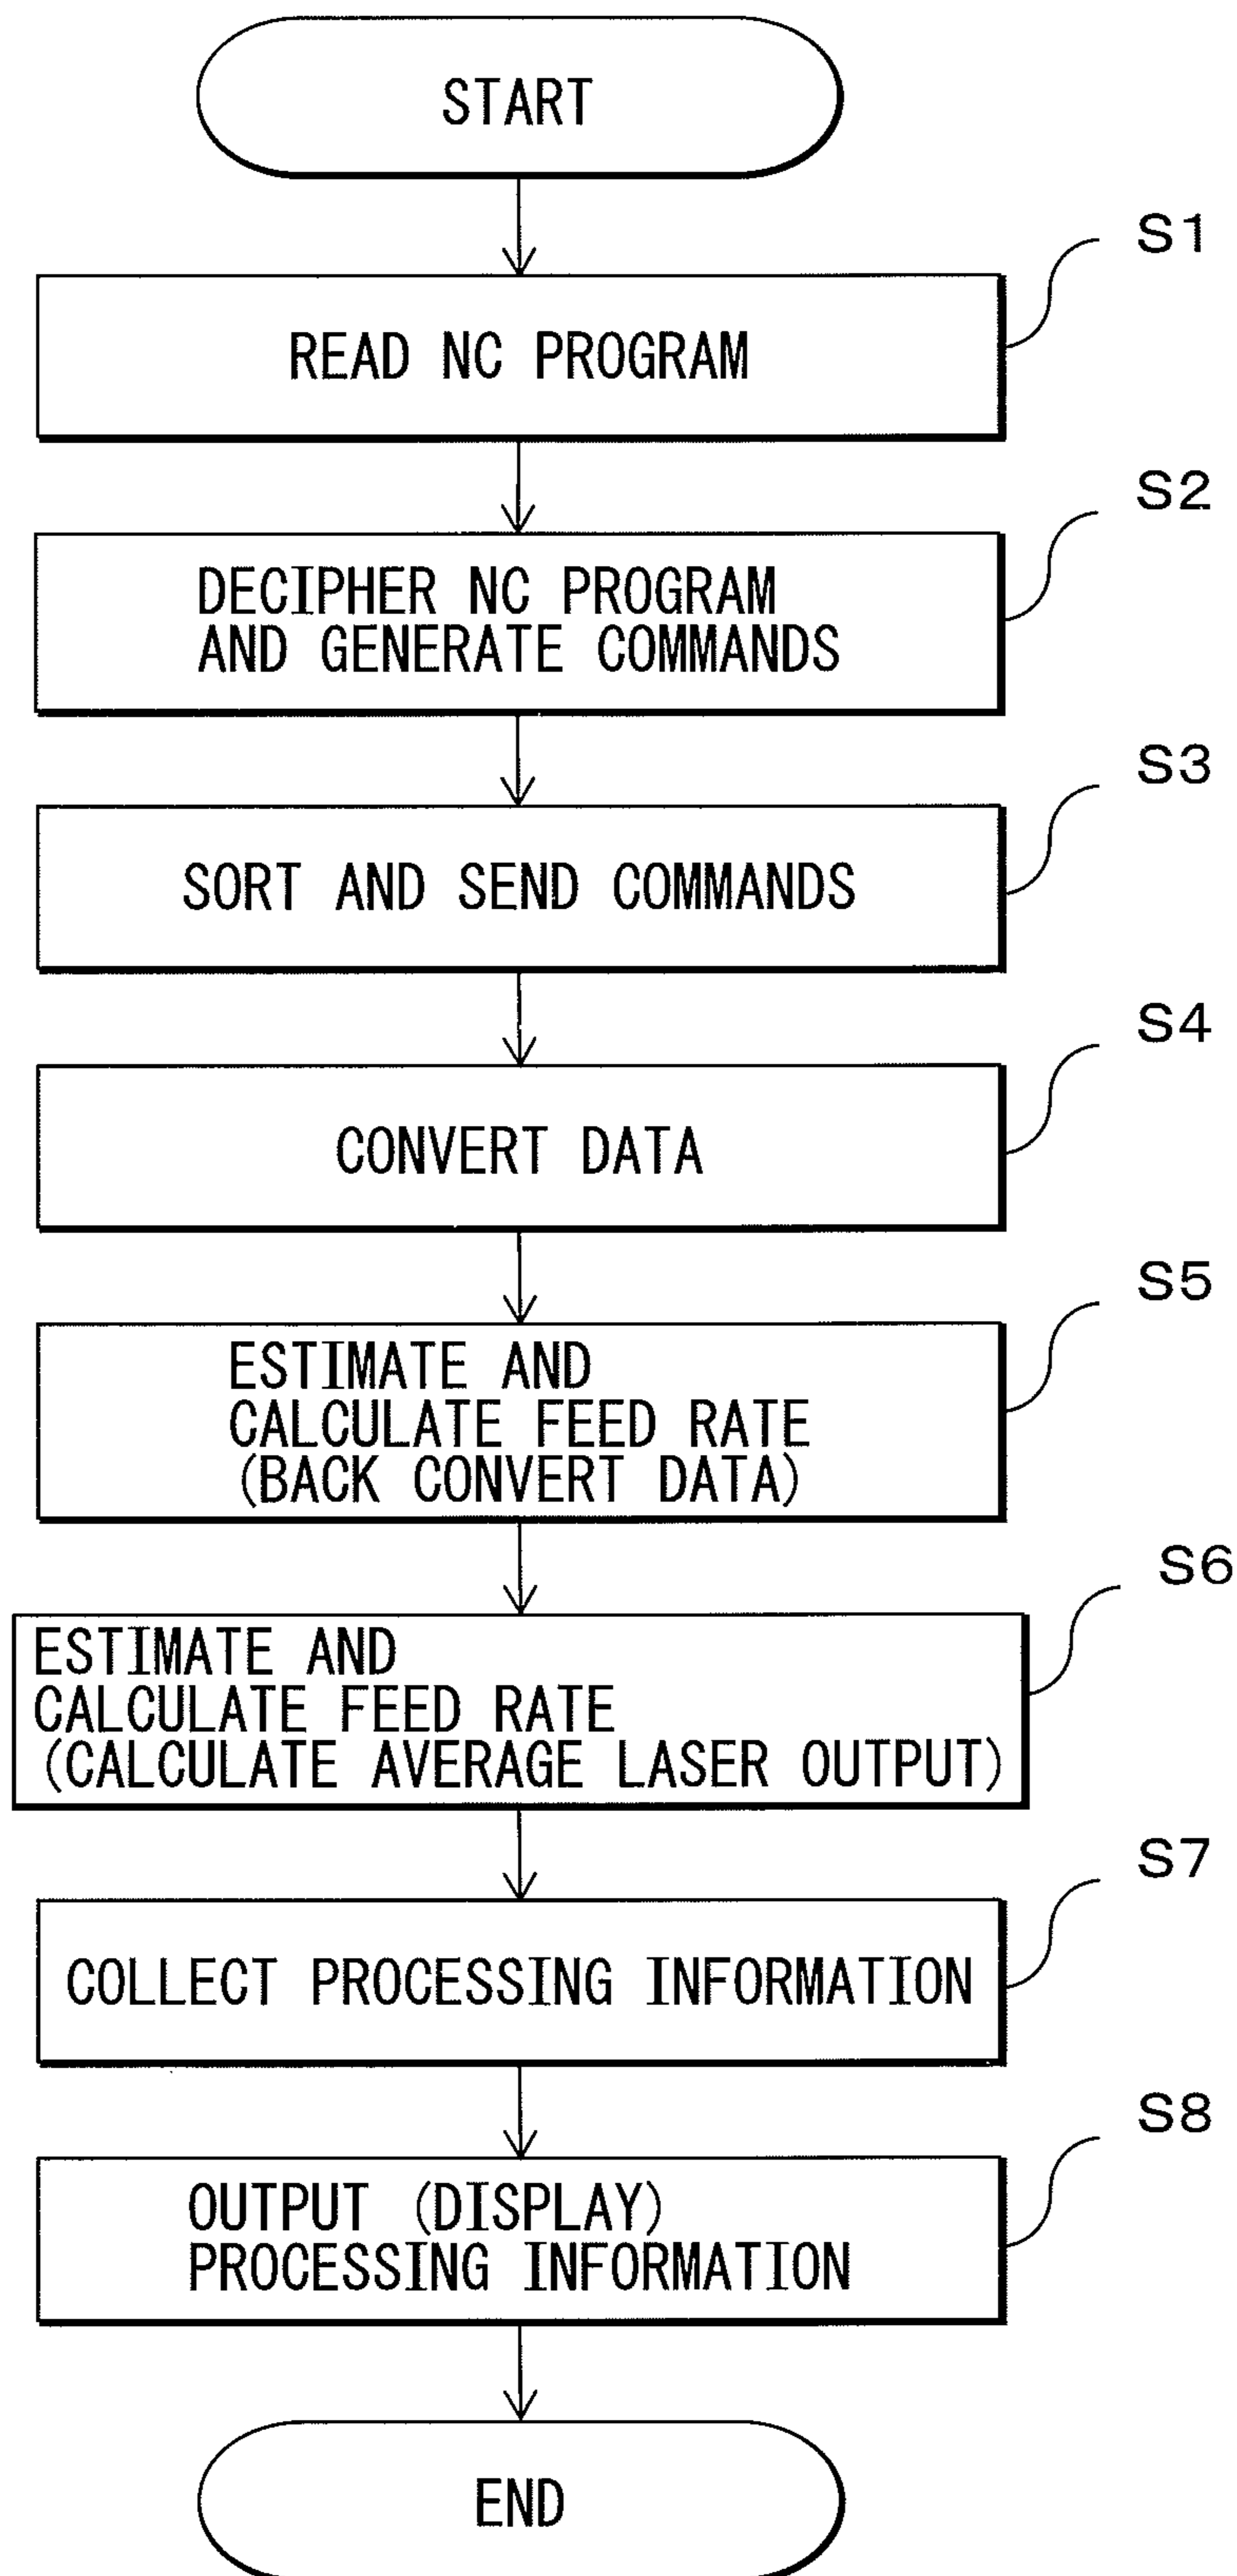 START
S1
READ NC PROGRAM
S2
DECIPHER NC PROGRAM
AND GENERATE COMMANDS
S3
SORT AND SEND COMMANDS
S4
CONVERT DATA
S5
ESTIMATE AND
CALCULATE FEED RATE
(BACK CONVERT DATA)
S6
ESTIMATE AND
CALCULATE FEED RATE
(CALCULATE AVERAGE LASER OUTPUT)
S7
COLLECT PROCESSING INFORMATION
S8
OUTPUT (DISPLAY)
PROCESSING INFORMATION
END